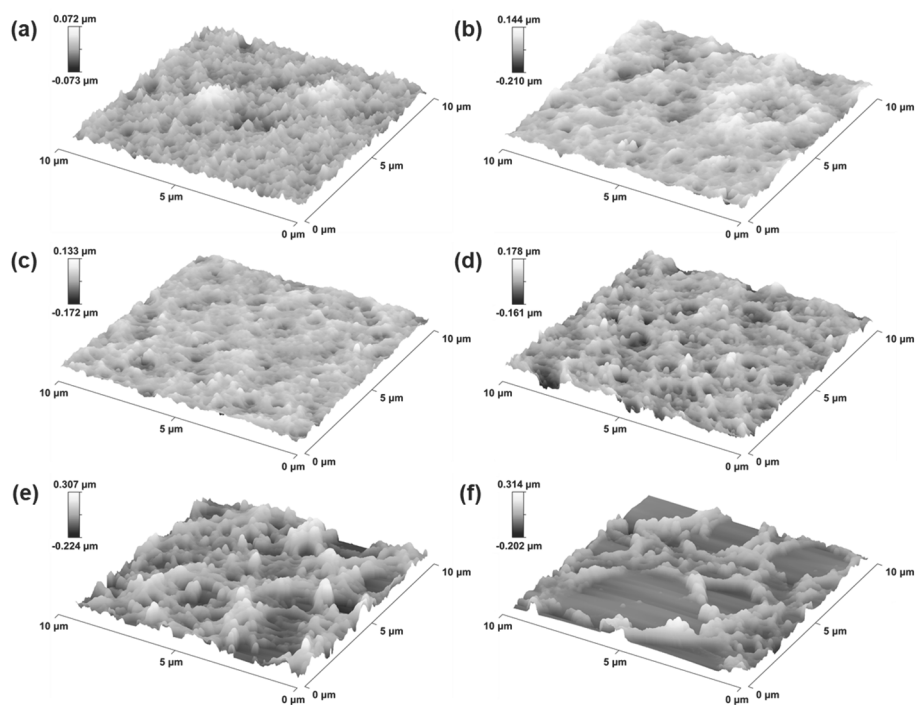 (a)
0.072 µm
-0.073 µm
10 µm
5 µm
0 µm
0 µm
5 µm
10 µm
(b)
0.144 µm
-0.210 µm
10 µm
5 µm
0 µm
0 µm
5 µm
10 µm
(c)
0.133 µm
-0.172 µm
10 µm
5 µm
0 µm
0 µm
5 µm
10 µm
(d)
0.178 µm
-0.161 µm
10 µm
5 µm
0 µm
0 µm
5 µm
10 µm
(e)
0.307 µm
-0.224 µm
10 µm
5 µm
0 µm
0 µm
5 µm
10 µm
(f)
0.314 µm
-0.202 µm
10 µm
5 µm
0 µm
0 µm
5 µm
10 µm